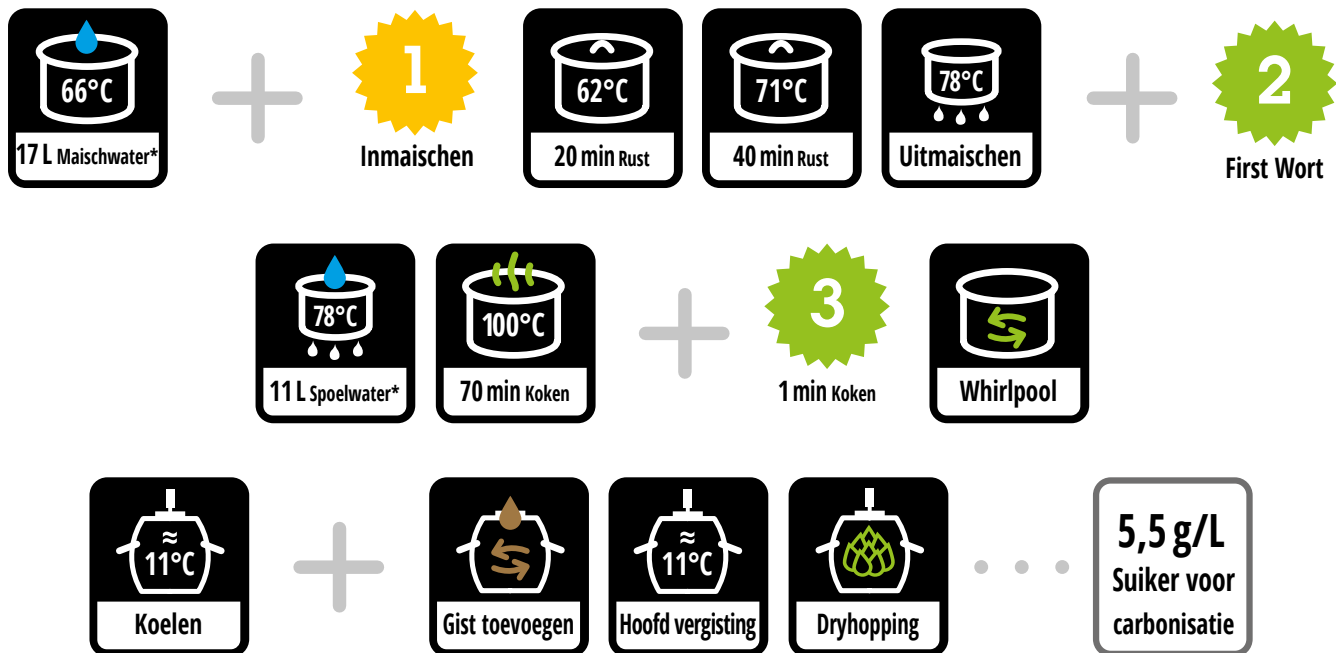 66°C
17 L Maischwater*
1
Inmaischen
62°C
20 min Rust
71°C
40 min Rust
78°C
Uitmaischen
2
First Wort
78°C
11 L Spoelwater*
100°C
70 min Koken
3
1 min Koken
Whirlpool
≈
11°C
Koelen
Gist toevoegen
≈
11°C
Hoofd vergisting
Dryhopping
5,5 g/L
Suiker voor
carbonisatie